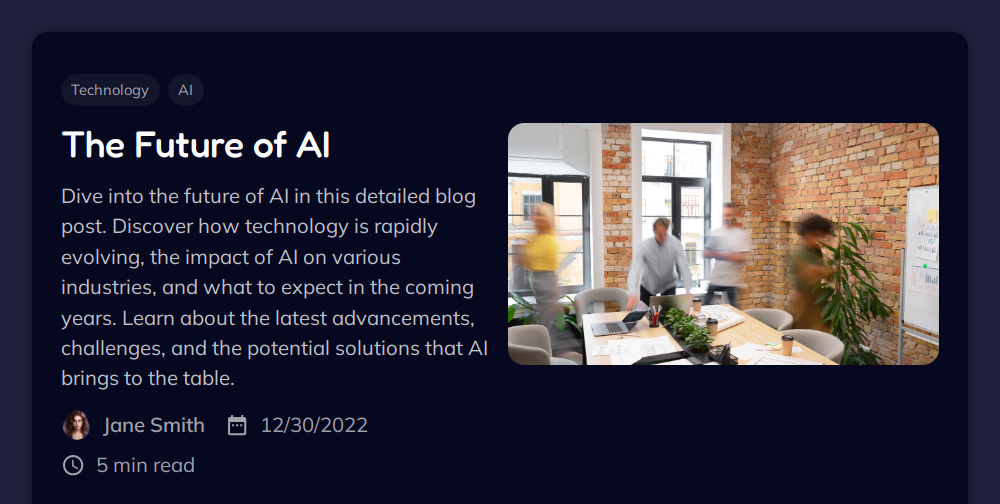 Technology AI
The Future of AI
Dive into the future of AI in this detailed blog
post. Discover how technology is rapidly
evolving, the impact of AI on various
industries, and what to expect in the coming
years. Learn about the latest advancements,
challenges, and the potential solutions that AI
brings to the table.
Jane Smith 12/30/2022
5 min read